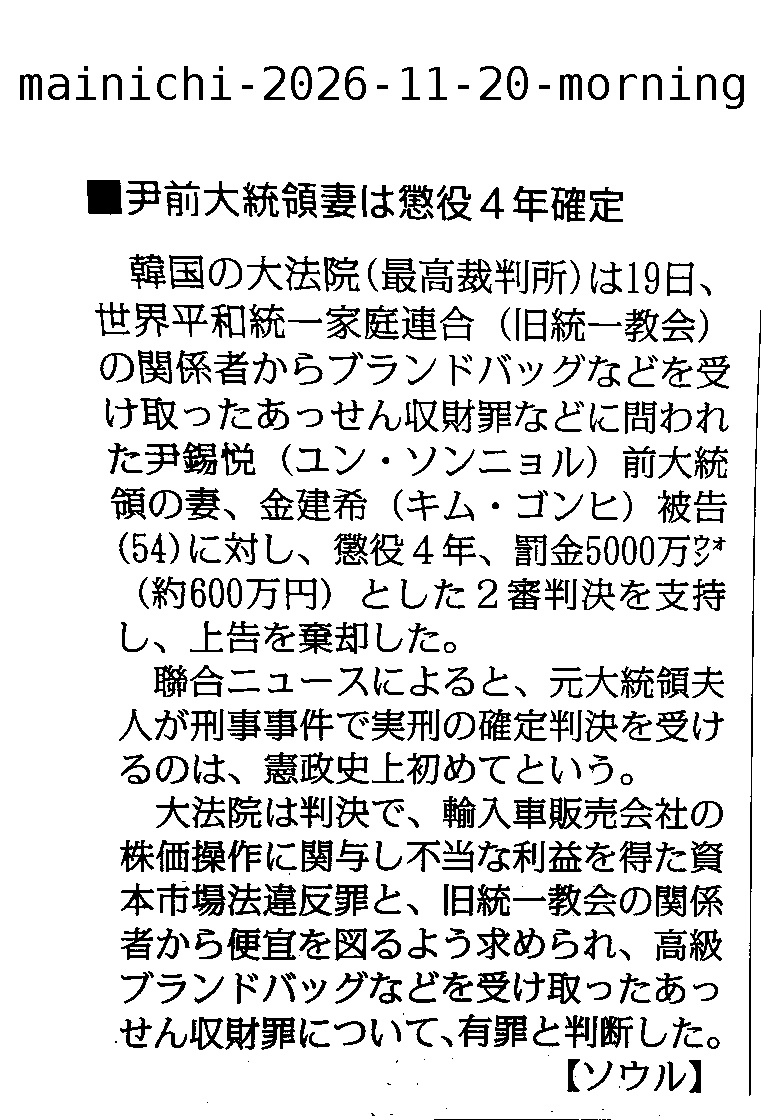 mainichi-2026-11-20-morning
■尹前大統領妻は懲役4年確定
韓国の大法院(最高裁判所)は19日、
世界平和統一家庭連合（旧統一教会）
の関係者からブランドバッグなどを受
け取ったあっせん収財罪などに問われ
た尹錫悦（ユン・ソンニョル）前大統
領の妻、金建希（キム・ゴンヒ）被告
(54)に対し、懲役4年、罰金5000万ウォン
（約600万円）とした2審判決を支持
し、上告を棄却した。
聯合ニュースによると、元大統領夫
人が刑事事件で実刑の確定判決を受け
るのは、憲政史上初めてという。
大法院は判決で、輸入車販売会社の
株価操作に関与し不当な利益を得た資
本市場法違反罪と、旧統一教会の関係
者から便宜を図るよう求められ、高級
ブランドバッグなどを受け取ったあっ
せん収財罪について、有罪と判断した。
【ソウル】